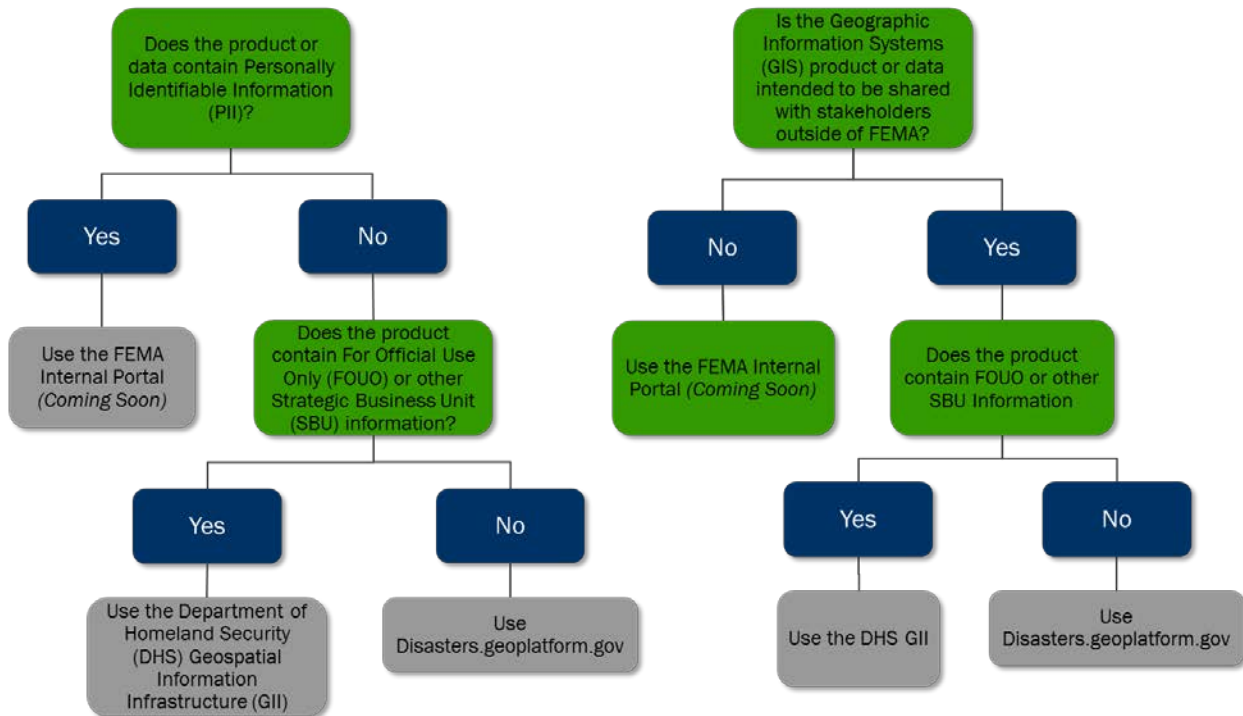 Does the product or
data contain Personally
Identifiable Information
(PII)?
Yes
No
Use the FEMA
Internal Portal
(Coming Soon)
Does the product
contain For Official Use
Only (FOUO) or other
Strategic Business Unit
(SBU) information?
Yes
No
Use the Department of
Homeland Security
(DHS) Geospatial
Information
Infrastructure (GII)
Use
Disasters.geoplatform.gov
Is the Geographic
Information Systems
(GIS) product or data
intended to be shared
with stakeholders
outside of FEMA?
No
Yes
Use the FEMA Internal
Portal (Coming Soon)
Does the product
contain FOUO or other
SBU Information
Yes
No
Use the DHS GII
Use
Disasters.geoplatform.gov